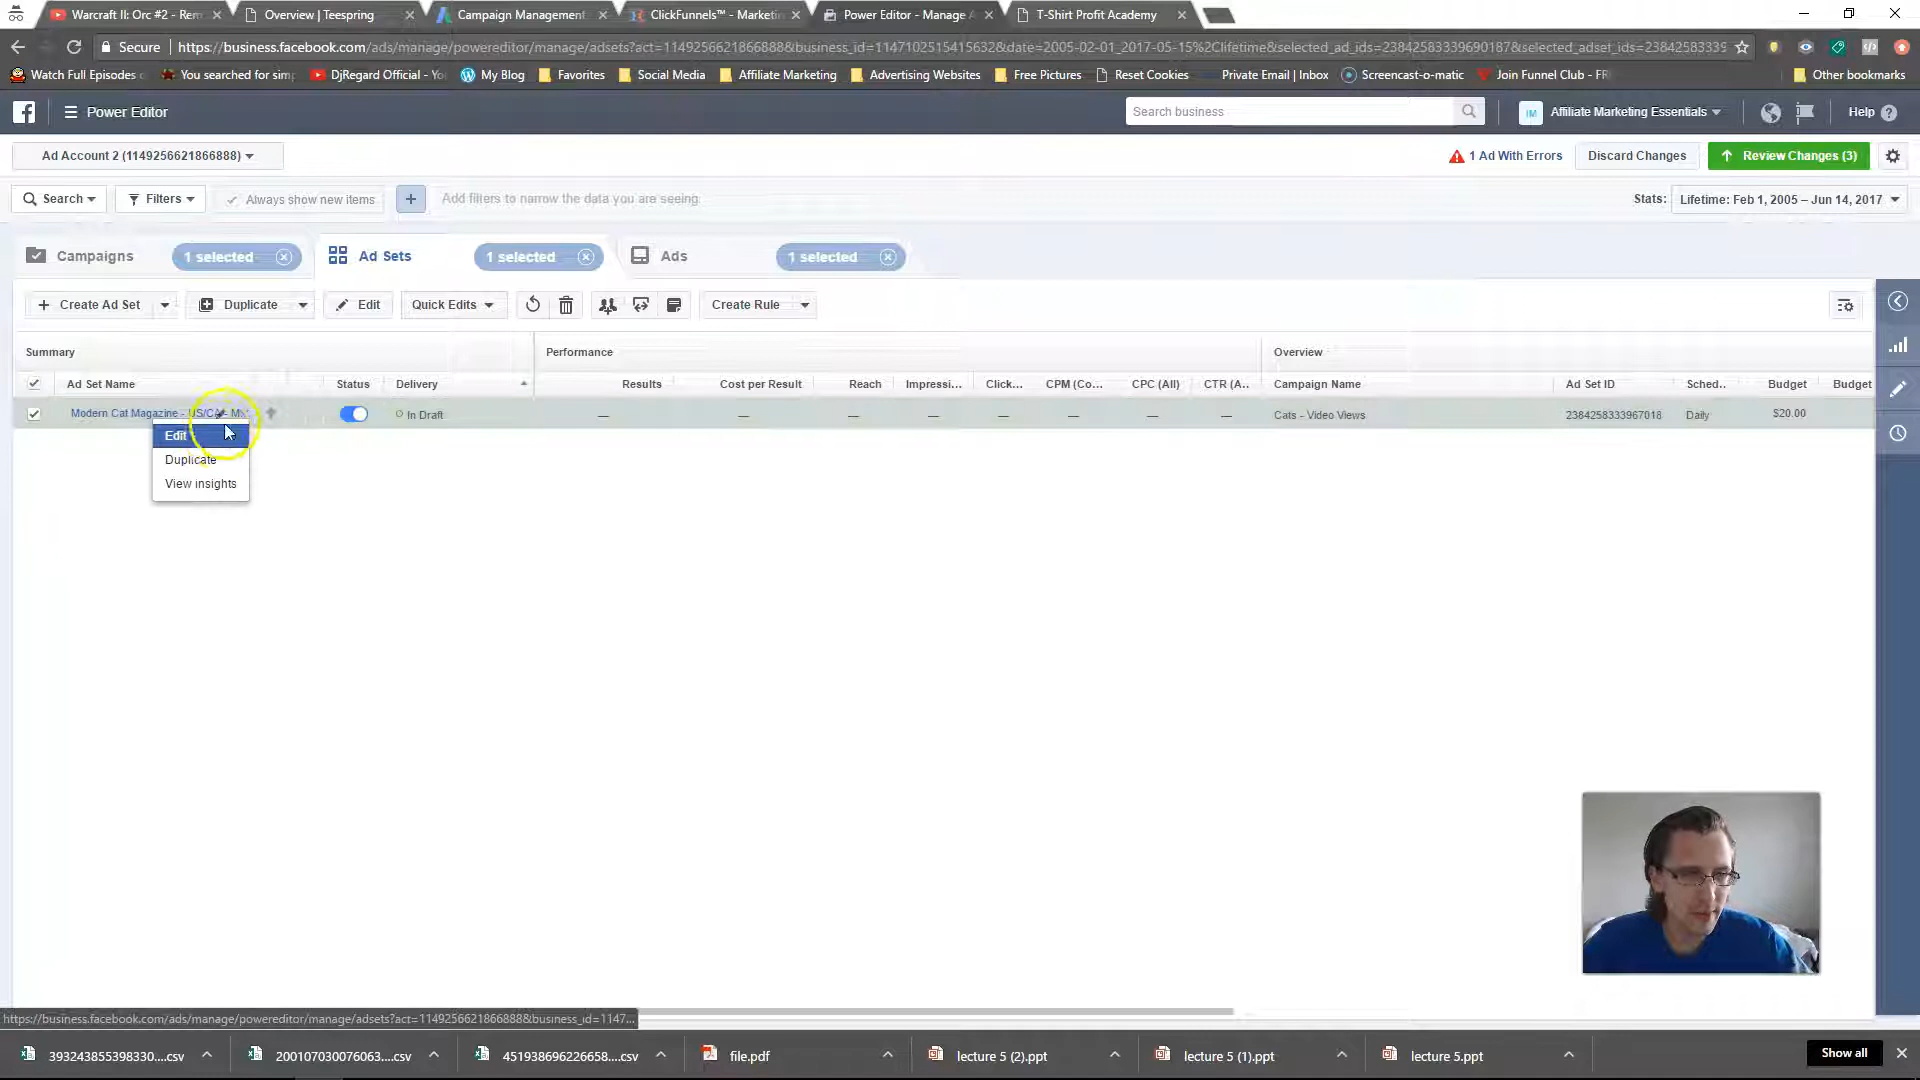 Warcraft II: Orc #2 - Rem
Overview | Teespring
Campaign Management
ClickFunnels™ - Marketin
Power Editor - Manage A
T-Shirt Profit Academy
Secure
https://business.facebook.com/ads/manage/powereditor/manage/adsets?act=1149256621866888&business_id=1147102515415632&date=2005-02-01_2017-05-15%2Clifetime&selected_ad_ids=23842583339690187&selected_adset_ids=23842583339
Watch Full Episodes
You searched for simp
DjRegard Official - Yo
My Blog
Favorites
Social Media
Affiliate Marketing
Advertising Websites
Free Pictures
Reset Cookies
Private Email | Inbox
Screencast-o-matic
Join Funnel Club - FR
Other bookmarks
Power Editor
Search business
IM
Affiliate Marketing Essentials
Help
Ad Account 2 (1149256621866888)
1 Ad With Errors
Discard Changes
Review Changes (3)
Search
Filters
Always show new items
Add filters to narrow the data you are seeing.
Stats:
Lifetime: Feb 1, 2005 – Jun 14, 2017
Campaigns
1 selected
Ad Sets
1 selected
Ads
1 selected
Create Ad Set
Duplicate
Edit
Quick Edits
Create Rule
Summary
Performance
Overview
Ad Set Name
Status
Delivery
Results
Cost per Result
Reach
Impressi...
Click...
CPM (Co...
CPC (All)
CTR (A..
Campaign Name
Ad Set ID
Sched..
Budget
Budget
Modern Cat Magazine - US/CA - M
In Draft
— — — — — — — —
Cats - Video Views
2384258333967018
Daily
$20.00
Edit
Duplicate
View insights
https://business.facebook.com/ads/manage/powereditor/manage/adsets?act=1149256621866888&business_id=1147...
393243855398330....csv
200107030076063....csv
451938696226658....csv
file.pdf
lecture 5 (2).ppt
lecture 5 (1).ppt
lecture 5.ppt
Show all